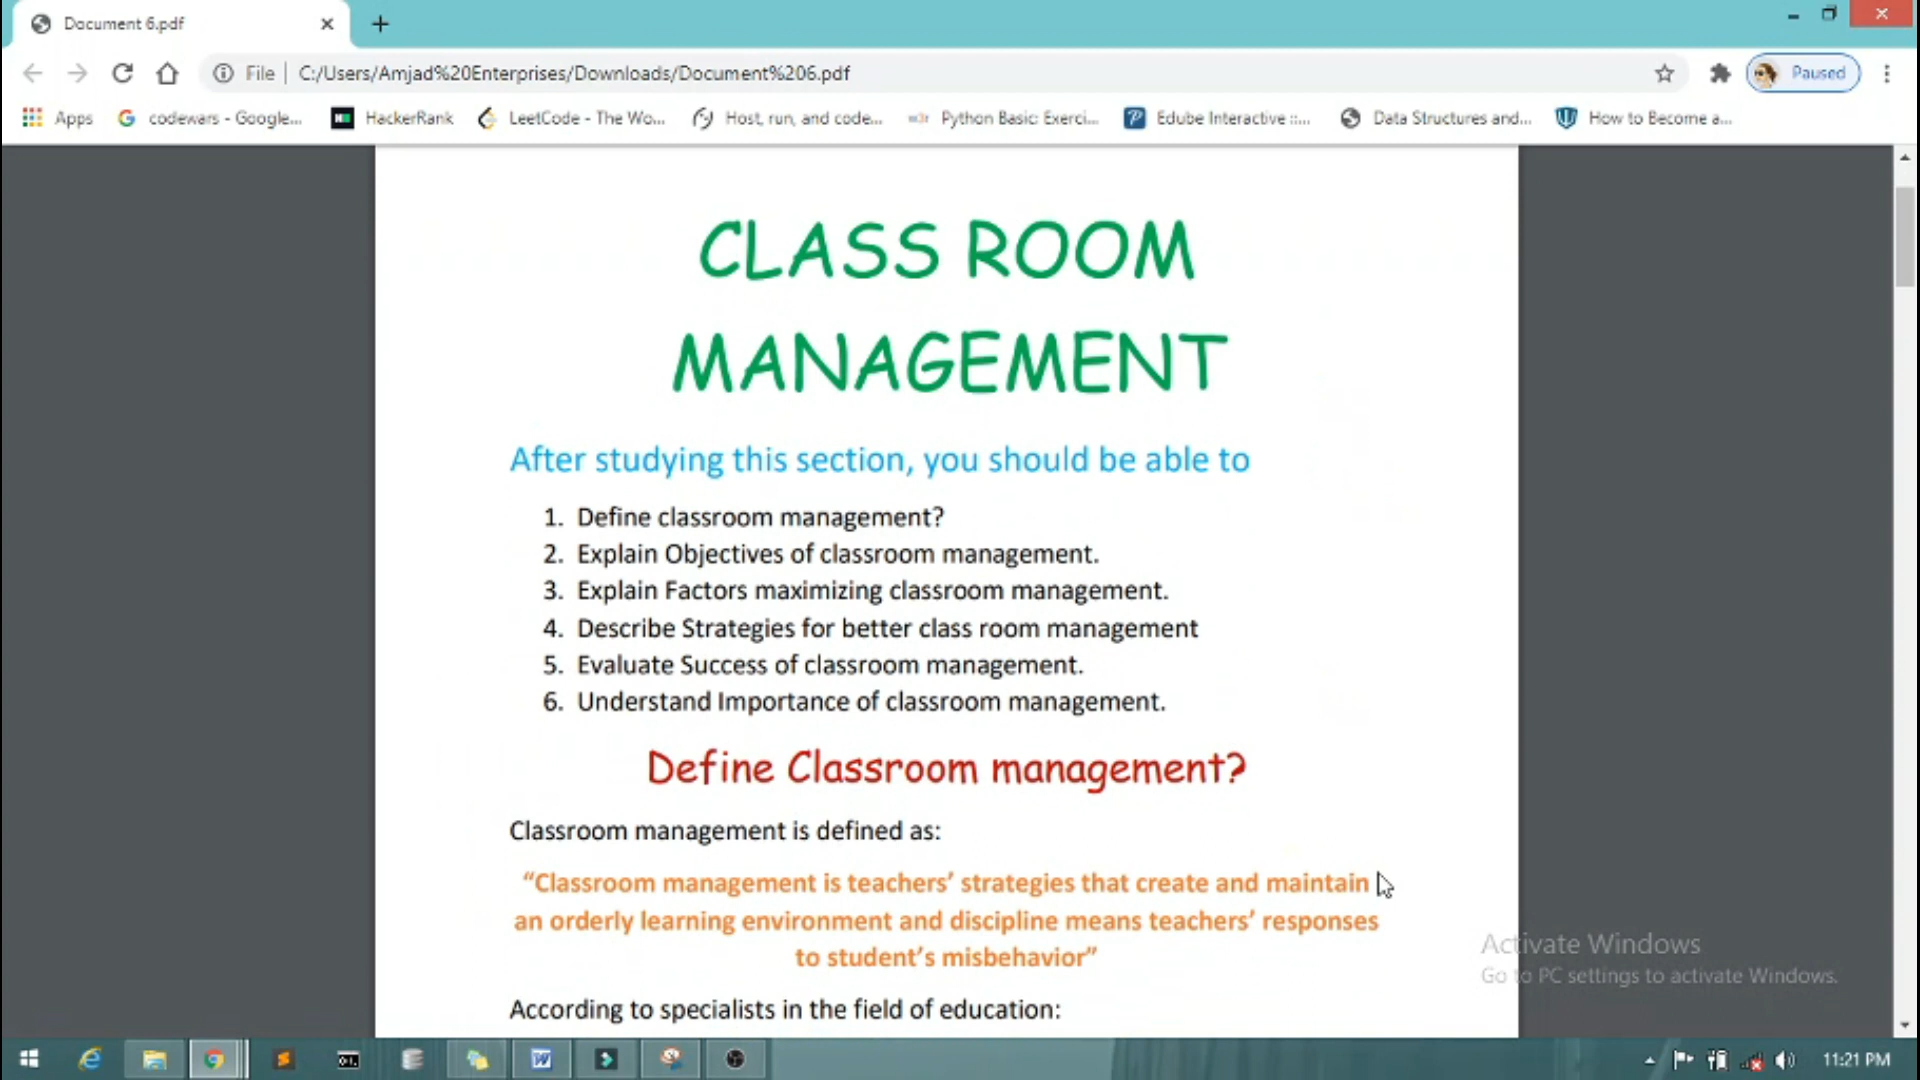 Document 6.pdf
File | C:/Users/Amjad%20Enterprises/Downloads/Document%206.pdf
Paused
Apps codewars - Google... HackerRank LeetCode - The Wo... Host, run, and code... Python Basic: Exerci... Edube Interactive ::... Data Structures and... How to Become a...
CLASS ROOM
MANAGEMENT
After studying this section, you should be able to
1. Define classroom management?
2. Explain Objectives of classroom management.
3. Explain Factors maximizing classroom management.
4. Describe Strategies for better class room management
5. Evaluate Success of classroom management.
6. Understand Importance of classroom management.
Define Classroom management?
Classroom management is defined as:
“Classroom management is teachers’ strategies that create and maintain
an orderly learning environment and discipline means teachers’ responses
to student’s misbehavior”
According to specialists in the field of education:
Activate Windows
Go to PC settings to activate Windows.
11:21 PM